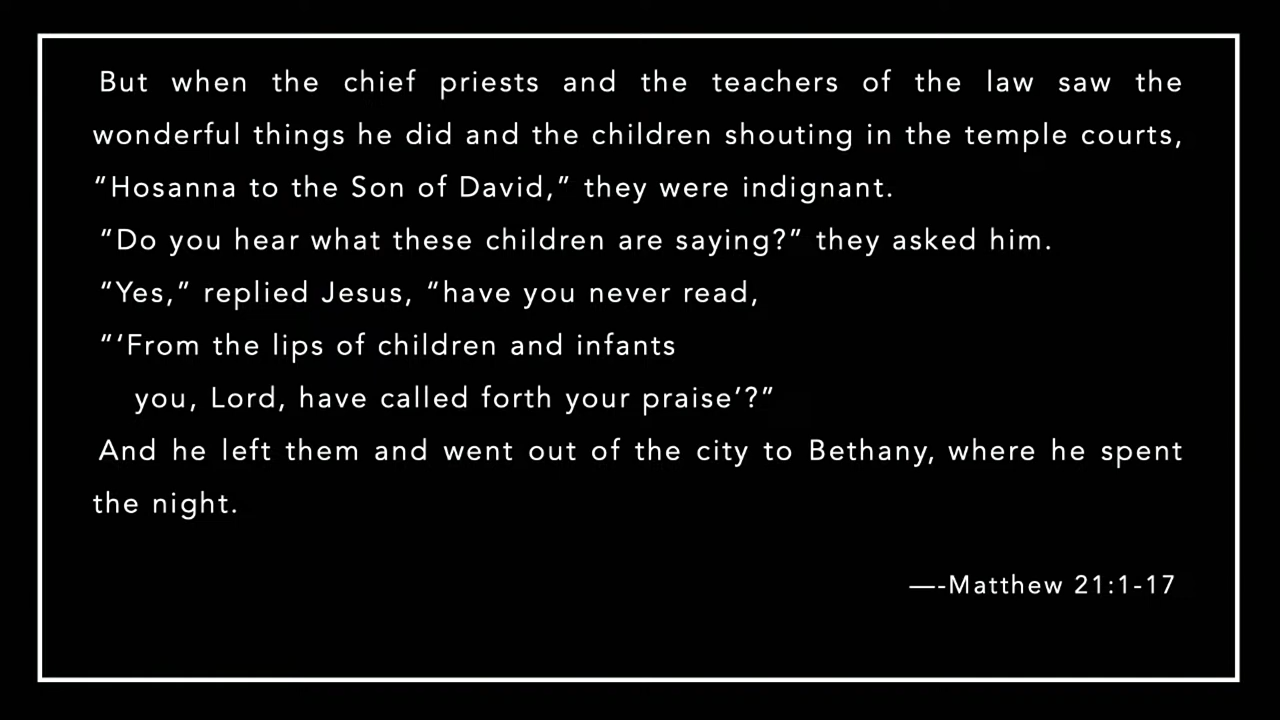 But when the chief priests and the teachers of the law saw the
wonderful things he did and the children shouting in the temple courts,
“Hosanna to the Son of David,” they were indignant.
“Do you hear what these children are saying?” they asked him.
“Yes,” replied Jesus, “have you never read,
“‘From the lips of children and infants
you, Lord, have called forth your praise’?”
And he left them and went out of the city to Bethany, where he spent
the night.
—-Matthew 21:1-17